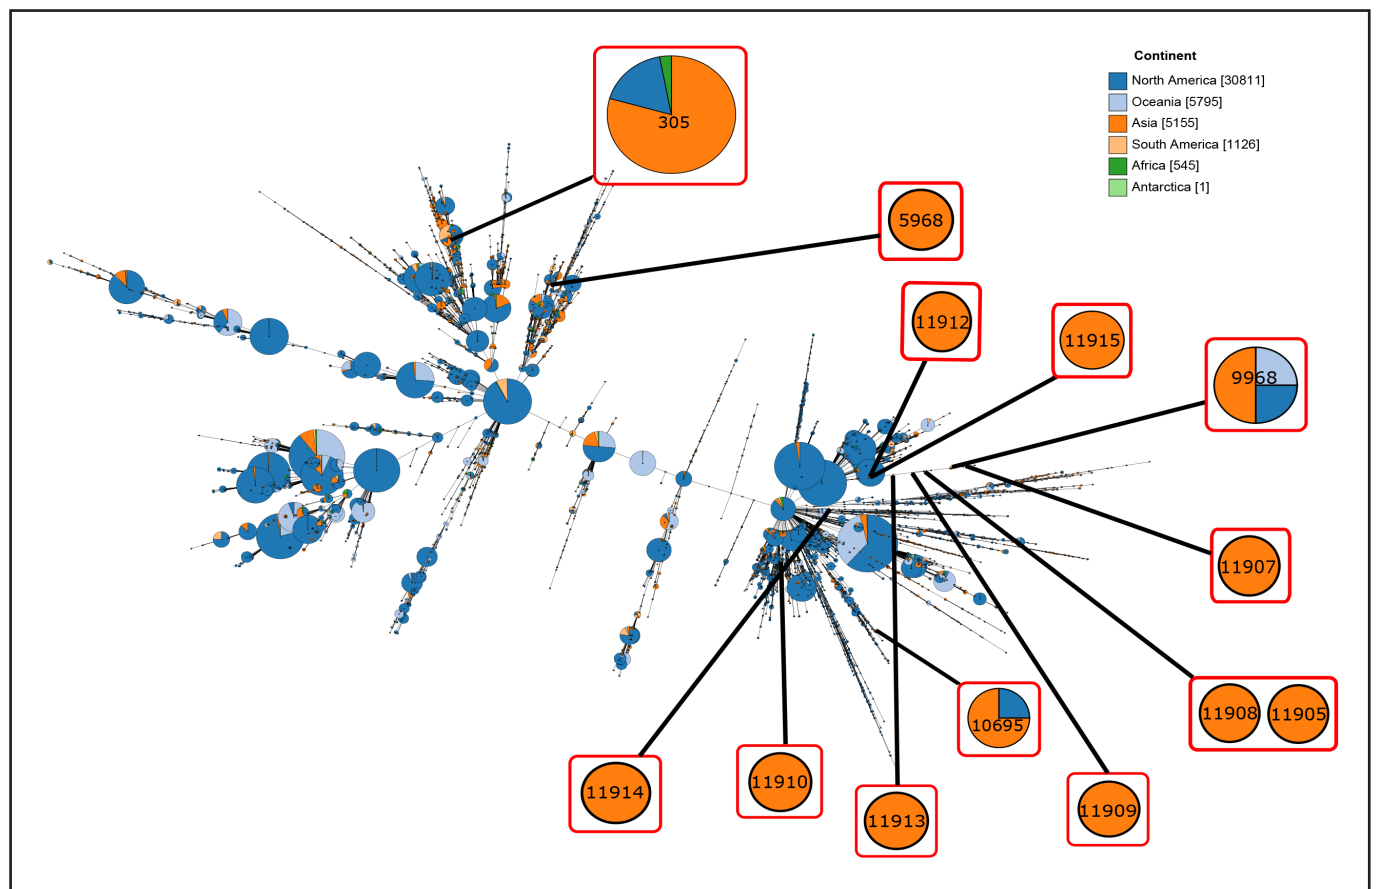 Continent
North America [30811]
Oceania [5795]
Asia [5155]
South America [1126]
Africa [545]
Antarctica [1]
305
5968
11912
11915
9968
11907
11908 11905
10695
11914
11910
11913
11909